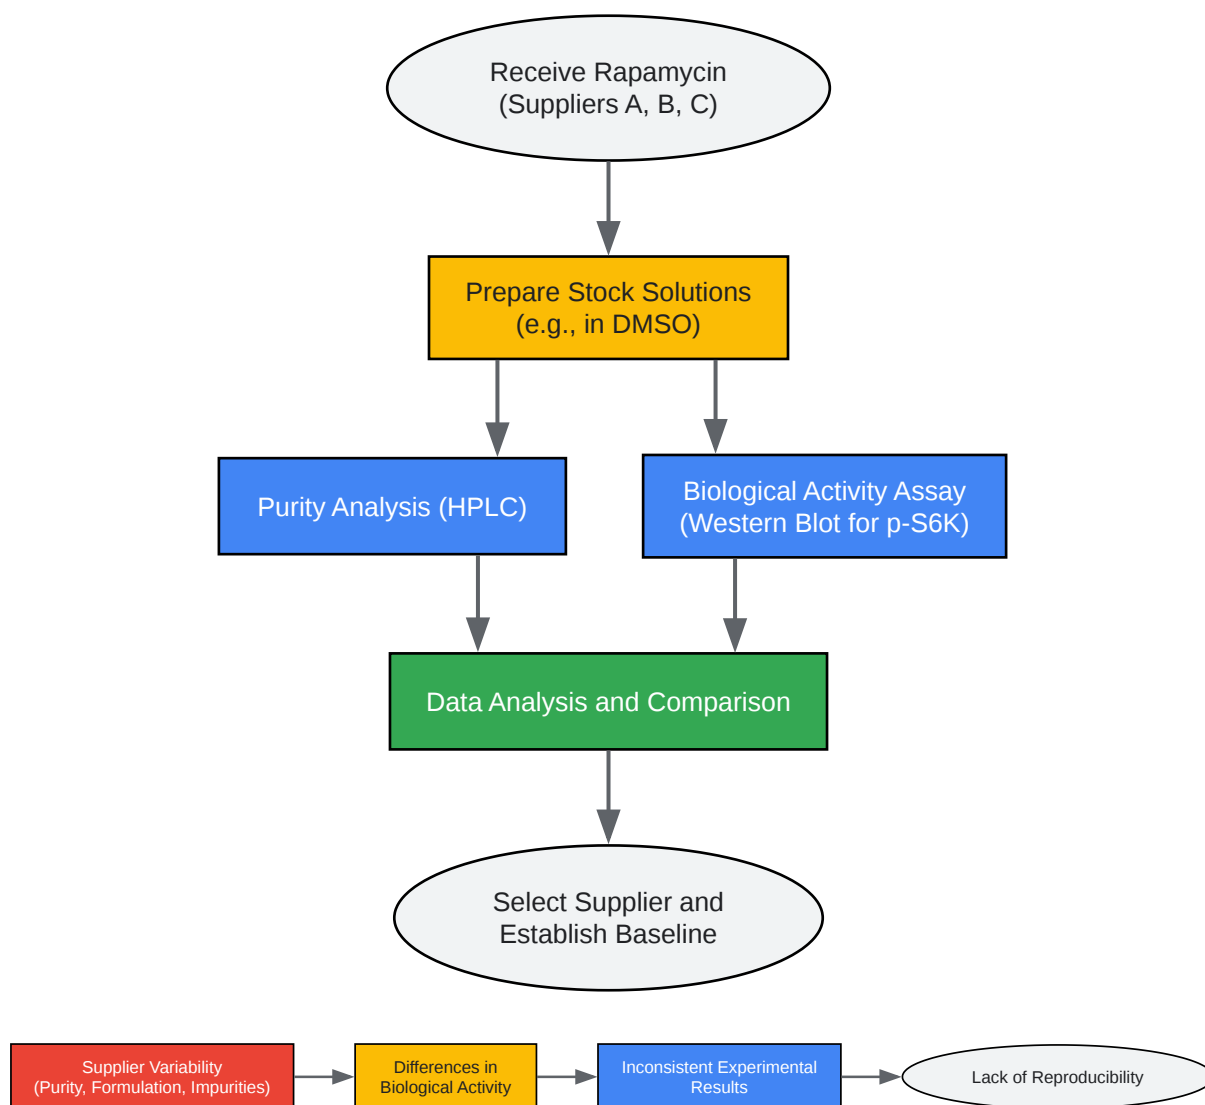 Receive Rapamycin
(Suppliers A, B, C)
Prepare Stock Solutions
(e.g., in DMSO)
Purity Analysis (HPLC)
Biological Activity Assay
(Western Blot for p-S6K)
Data Analysis and Comparison
Select Supplier and
Establish Baseline
Supplier Variability
(Purity, Formulation, Impurities)
Differences in
Biological Activity
Inconsistent Experimental
Results
Lack of Reproducibility